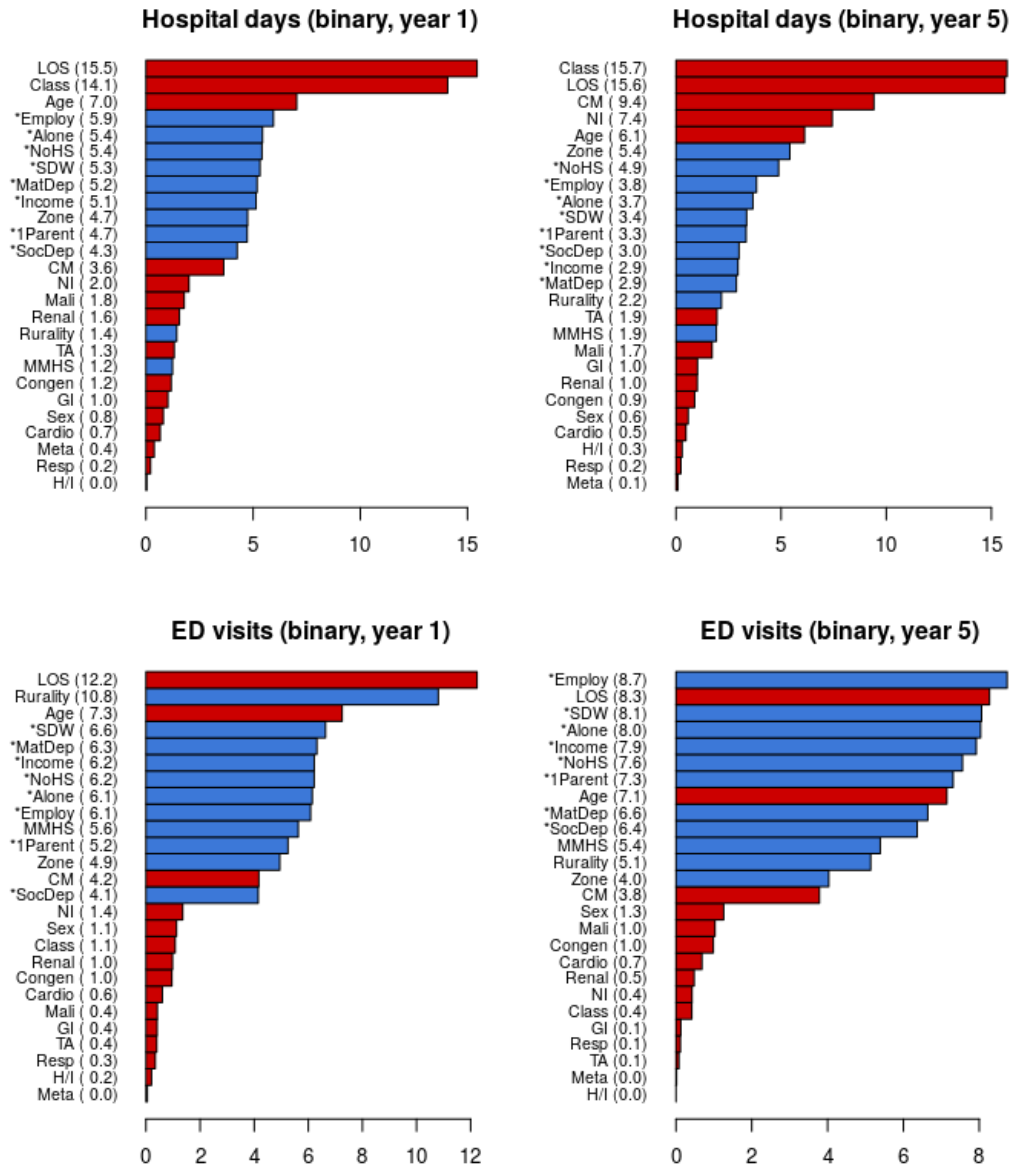 Hospital days (binary, year 1)
LOS (15.5)
Class (14.1)
Age ( 7.0)
*Employ ( 5.9)
*Alone ( 5.4)
*NoHS ( 5.4)
*SDW ( 5.3)
*MatDep ( 5.2)
*Income ( 5.1)
Zone ( 4.7)
*1Parent ( 4.7)
*SocDep ( 4.3)
CM ( 3.6)
NI ( 2.0)
Mali ( 1.8)
Renal ( 1.6)
Rurality ( 1.4)
TA ( 1.3)
MMHS ( 1.2)
Congen ( 1.2)
GI ( 1.0)
Sex ( 0.8)
Cardio ( 0.7)
Meta ( 0.4)
Resp ( 0.2)
H/I ( 0.0)
0 5 10 15
Hospital days (binary, year 5)
Class (15.7)
LOS (15.6)
CM ( 9.4)
NI ( 7.4)
Age ( 6.1)
Zone ( 5.4)
*NoHS ( 4.9)
*Employ ( 3.8)
*Alone ( 3.7)
*SDW ( 3.4)
*1Parent ( 3.3)
*SocDep ( 3.0)
*Income ( 2.9)
*MatDep ( 2.9)
Rurality ( 2.2)
TA ( 1.9)
MMHS ( 1.9)
Mali ( 1.7)
GI ( 1.0)
Renal ( 1.0)
Congen ( 0.9)
Sex ( 0.6)
Cardio ( 0.5)
H/I ( 0.3)
Resp ( 0.2)
Meta ( 0.1)
0 5 10 15
ED visits (binary, year 1)
LOS (12.2)
Rurality (10.8)
Age ( 7.3)
*SDW ( 6.6)
*MatDep ( 6.3)
*Income ( 6.2)
*NoHS ( 6.2)
*Alone ( 6.1)
*Employ ( 6.1)
MMHS ( 5.6)
*1Parent ( 5.2)
Zone ( 4.9)
CM ( 4.2)
*SocDep ( 4.1)
NI ( 1.4)
Sex ( 1.1)
Class ( 1.1)
Renal ( 1.0)
Congen ( 1.0)
Cardio ( 0.6)
Mali ( 0.4)
GI ( 0.4)
TA ( 0.4)
Resp ( 0.3)
H/I ( 0.2)
Meta ( 0.0)
0 2 4 6 8 10 12
ED visits (binary, year 5)
*Employ (8.7)
LOS (8.3)
*SDW (8.1)
*Alone (8.0)
*Income (7.9)
*NoHS (7.6)
*1Parent (7.3)
Age (7.1)
*MatDep (6.6)
*SocDep (6.4)
MMHS (5.4)
Rurality (5.1)
Zone (4.0)
CM (3.8)
Sex (1.3)
Mali (1.0)
Congen (1.0)
Cardio (0.7)
Renal (0.5)
NI (0.4)
Class (0.4)
GI (0.1)
Resp (0.1)
TA (0.1)
Meta (0.0)
H/I (0.0)
0 2 4 6 8